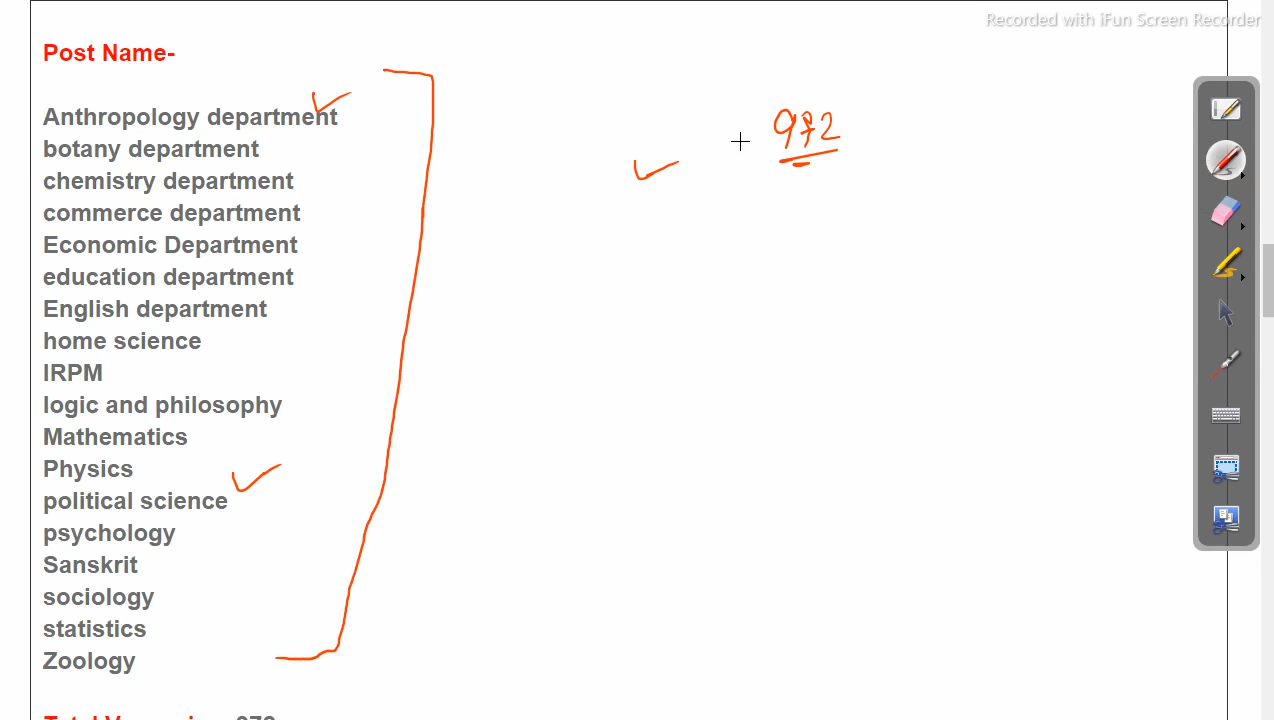 Recorded with iFun Screen Recorder
Post Name-
Anthropology department
botany department
chemistry department
commerce department
Economic Department
education department
English department
home science
IRPM
logic and philosophy
Mathematics
Physics
political science
psychology
Sanskrit
sociology
statistics
Zoology
972